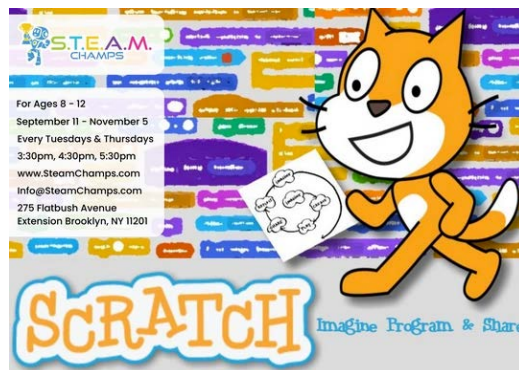 S.T.E.A.M.
CHAMPS
For Ages 8 - 12
September 11 - November 5
Every Tuesdays & Thursdays
3:30pm, 4:30pm, 5:30pm
www.SteamChamps.com
Info@SteamChamps.com
275 Flatbush Avenue
Extension Brooklyn, NY 11201
SCRATCH
Imagine Program & Share